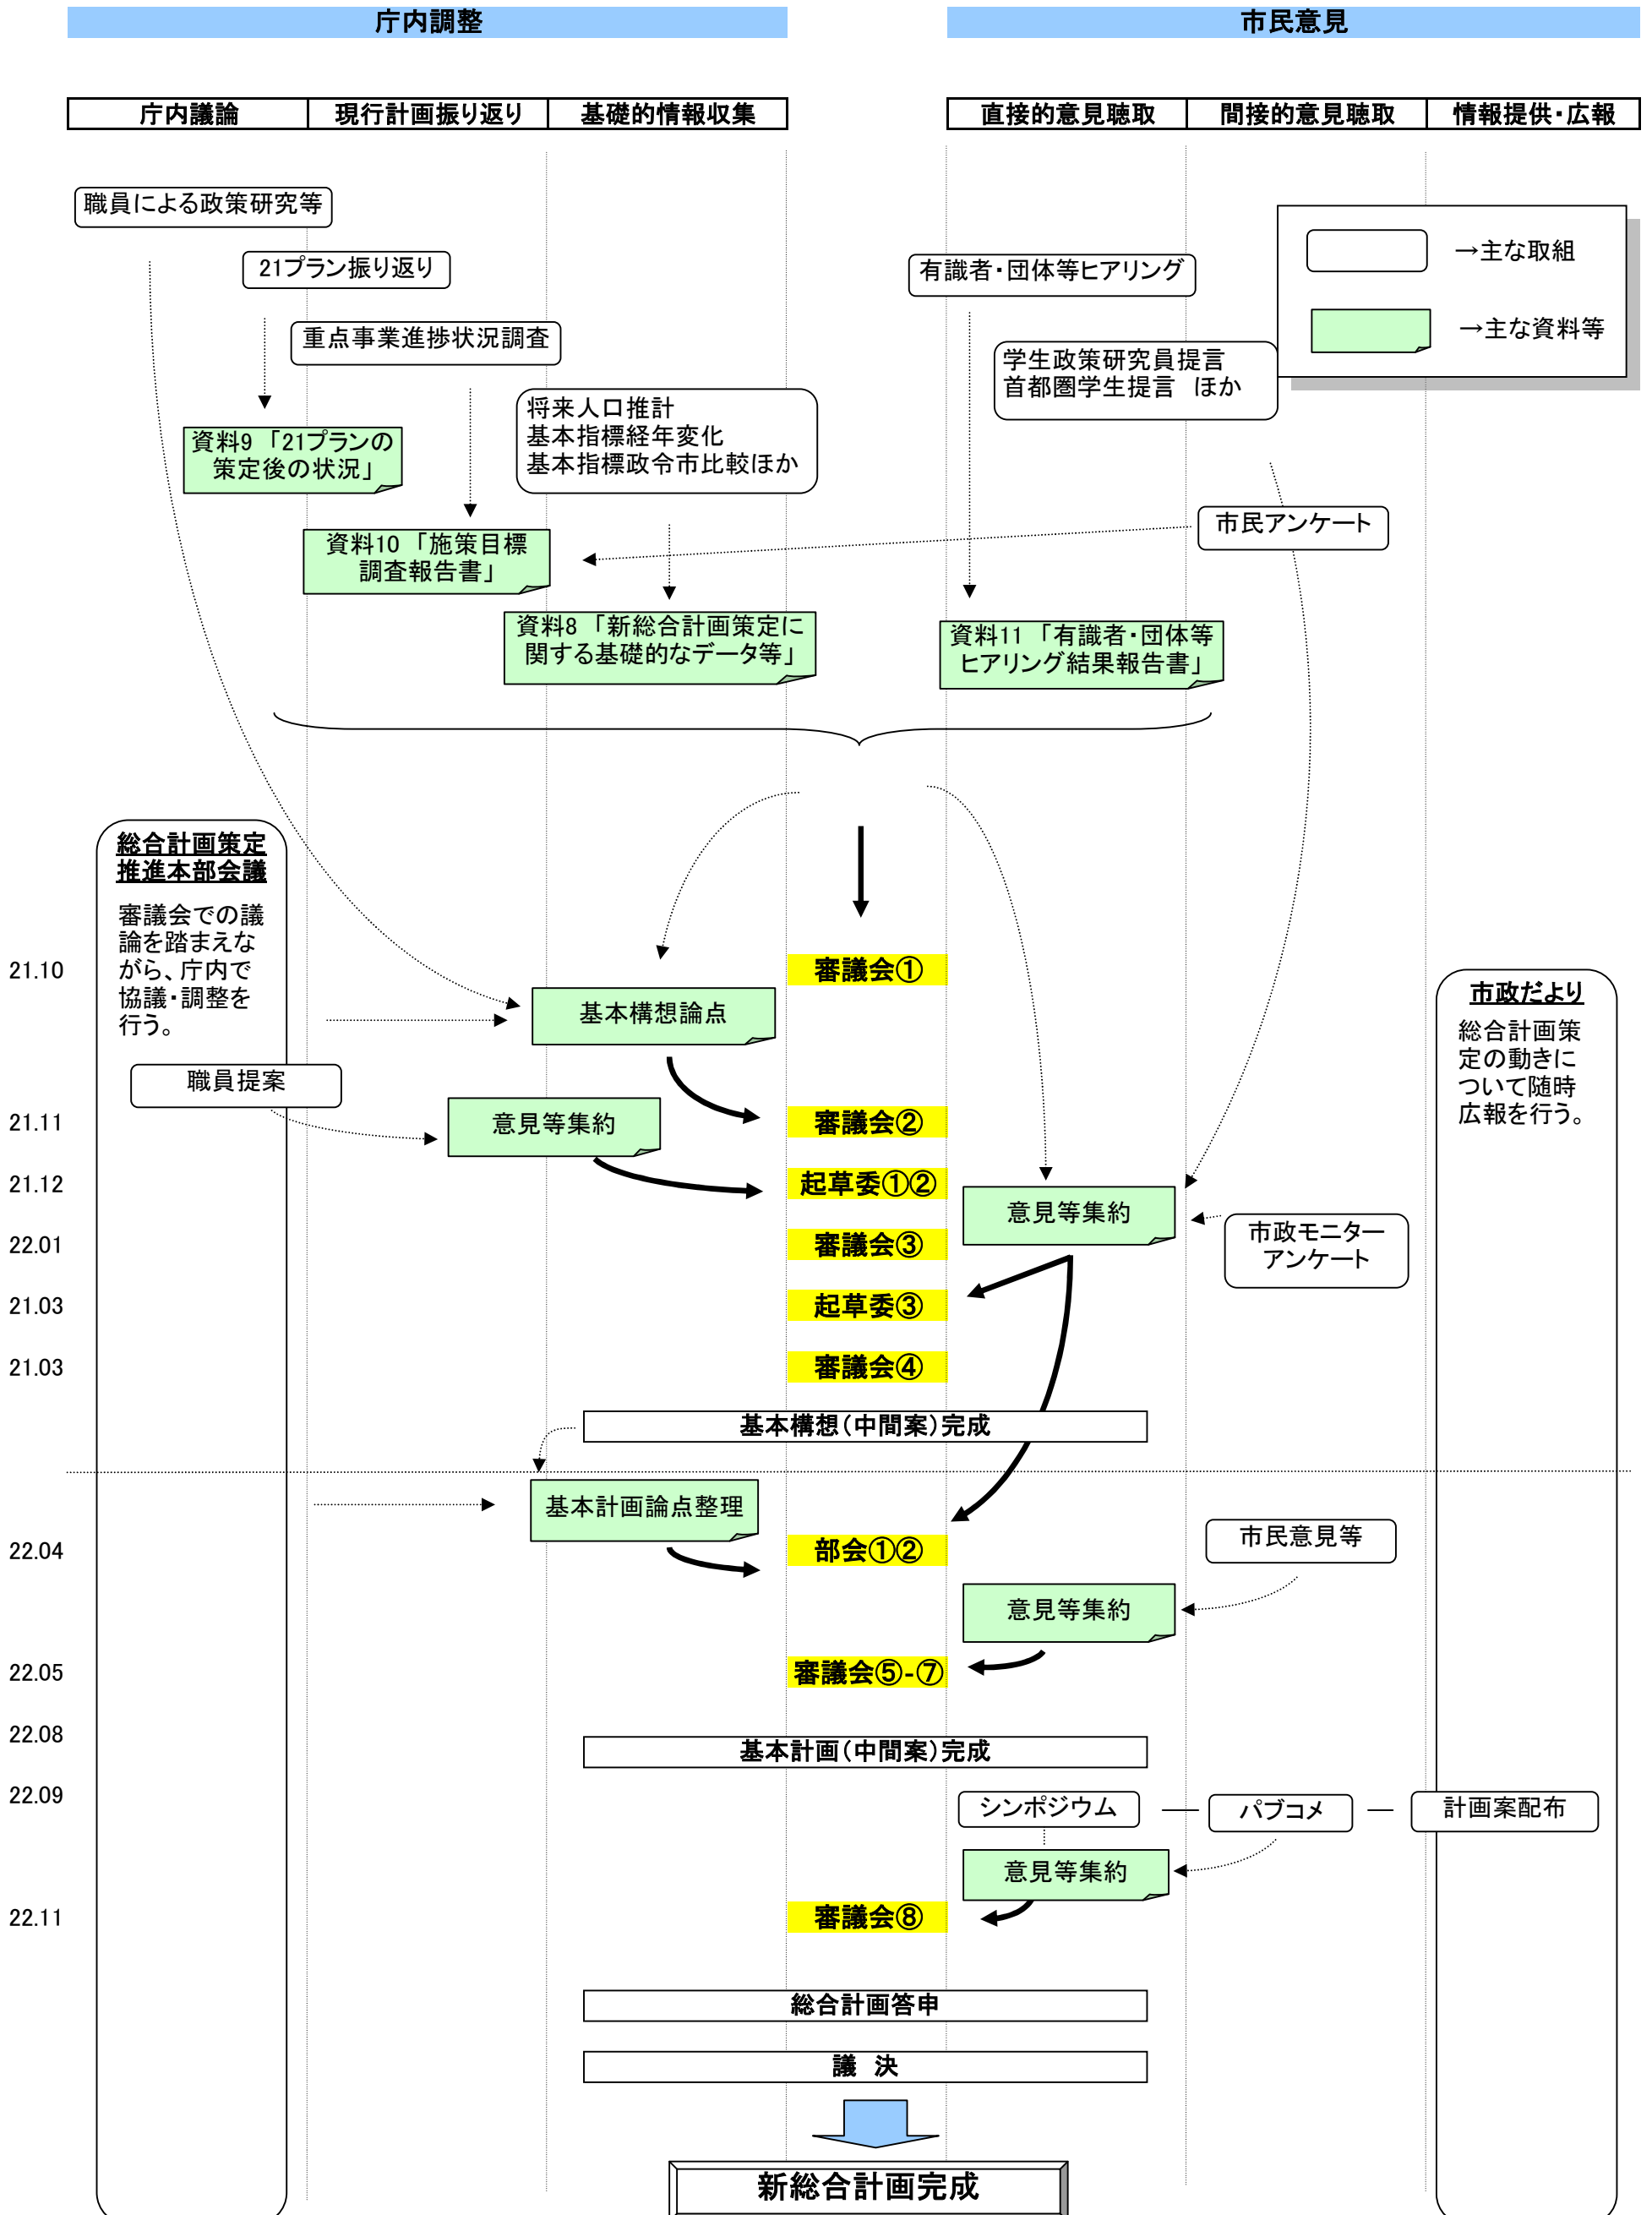 庁内調整
市民意見
庁内議論
現行計画振り返り
基礎的情報収集
直接的意見聴取
間接的意見聴取
情報提供・広報
職員による政策研究等
21プラン振り返り
有識者・団体等ヒアリング
→主な取組
→主な資料等
重点事業進捗状況調査
学生政策研究員提言
首都圏学生提言　ほか
将来人口推計
基本指標経年変化
基本指標政令市比較ほか
資料9 「21プランの
策定後の状況」
市民アンケート
資料10 「施策目標
調査報告書」
資料8 「新総合計画策定に
関する基礎的なデータ等」
資料11 「有識者・団体等
ヒアリング結果報告書」
総合計画策定
推進本部会議
審議会での議
論を踏まえな
がら、庁内で
協議・調整を
行う。
21.10
審議会①
基本構想論点
市政だより
総合計画策
定の動きに
ついて随時
広報を行う。
職員提案
21.11
意見等集約
審議会②
21.12
起草委①②
意見等集約
22.01
審議会③
市政モニター
アンケート
21.03
起草委③
21.03
審議会④
基本構想（中間案）完成
基本計画論点整理
22.04
部会①②
市民意見等
意見等集約
22.05
審議会⑤-⑦
22.08
基本計画（中間案）完成
22.09
シンポジウム
パブコメ
計画案配布
意見等集約
22.11
審議会⑧
総合計画答申
議　決
新総合計画完成